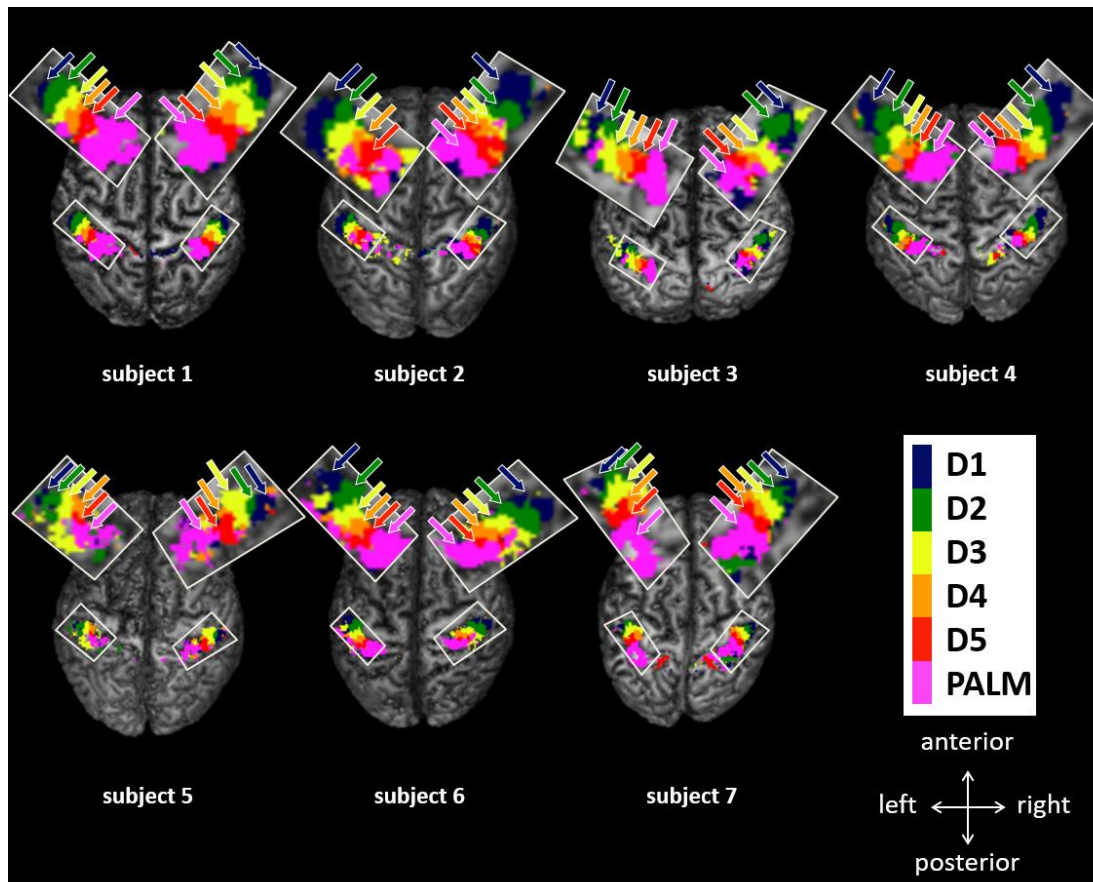 subject 1
subject 2
subject 3
subject 4
subject 5
subject 6
subject 7
D1
D2
D3
D4
D5
PALM
anterior
left
right
posterior